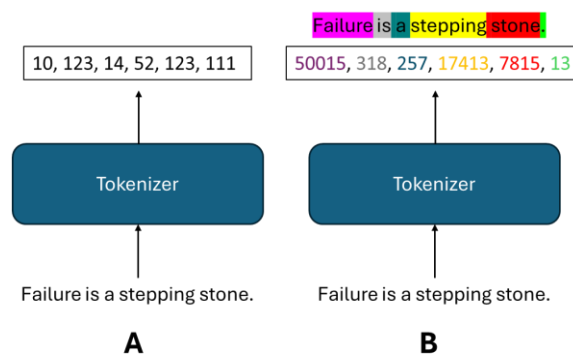 Failure is a stepping stone.
10, 123, 14, 52, 123, 111
50015, 318, 257, 17413, 7815, 13
Tokenizer
Tokenizer
Failure is a stepping stone.
Failure is a stepping stone.
A
B